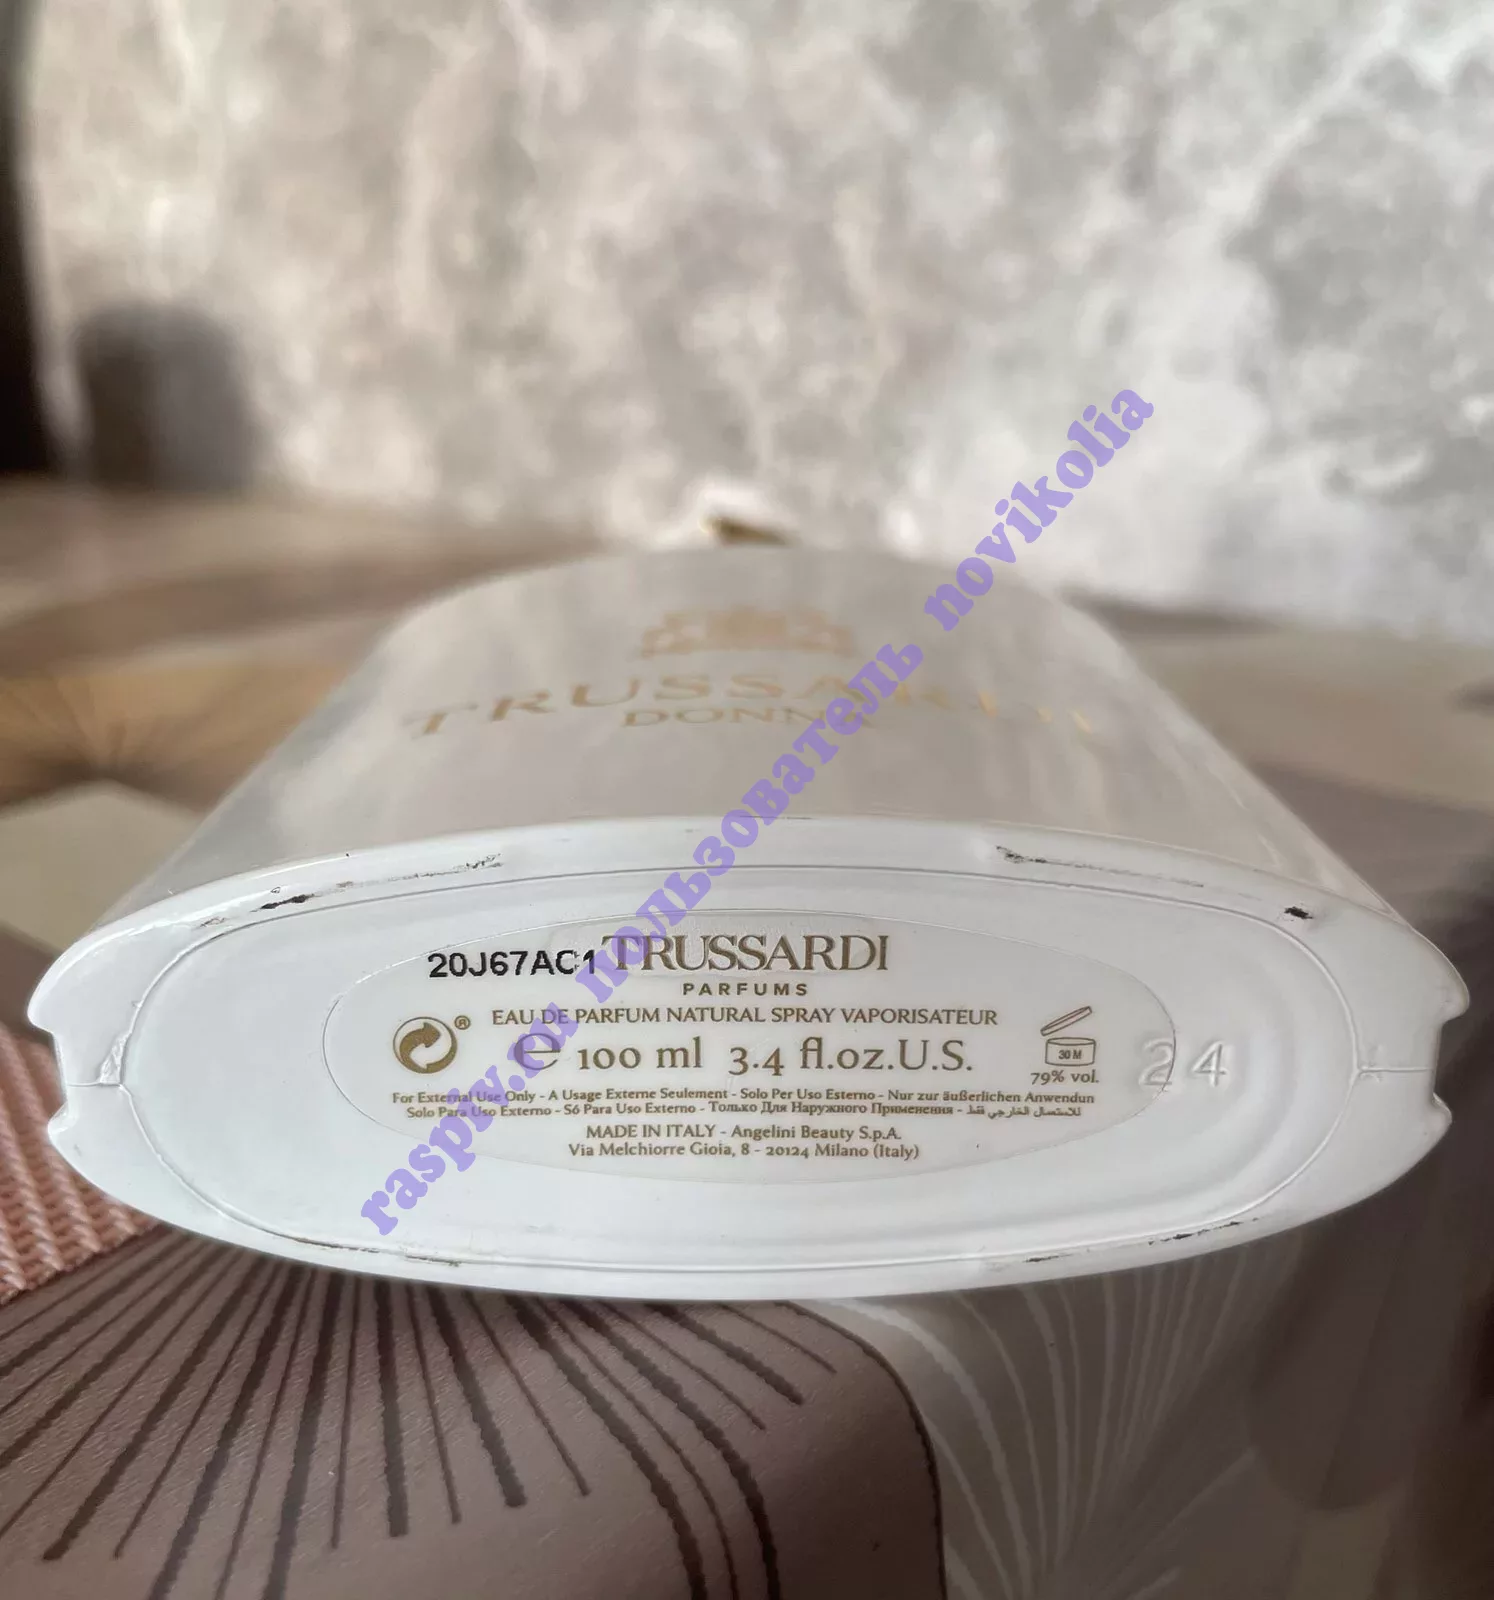 TRUSSARDI
DONNA
20J67AC1 TRUSSARDI
PARFUMS
® EAU DE PARFUM NATURAL SPRAY VAPORISATEUR
℮ 100 ml 3.4 fl.oz.U.S.
30 M
79% vol.
24
For External Use Only - A Usage Externe Seulement - Solo Per Uso Esterno - Nur zur äußerlichen Anwendun
Solo Para Uso Externo - Só Para Uso Externo - Только Для Наружного Применения - للاستعمال الخارجي فقط
MADE IN ITALY - Angelini Beauty S.p.A.
Via Melchiorre Gioia, 8 - 20124 Milano (Italy)
raspiv.ru пользователь novikolia